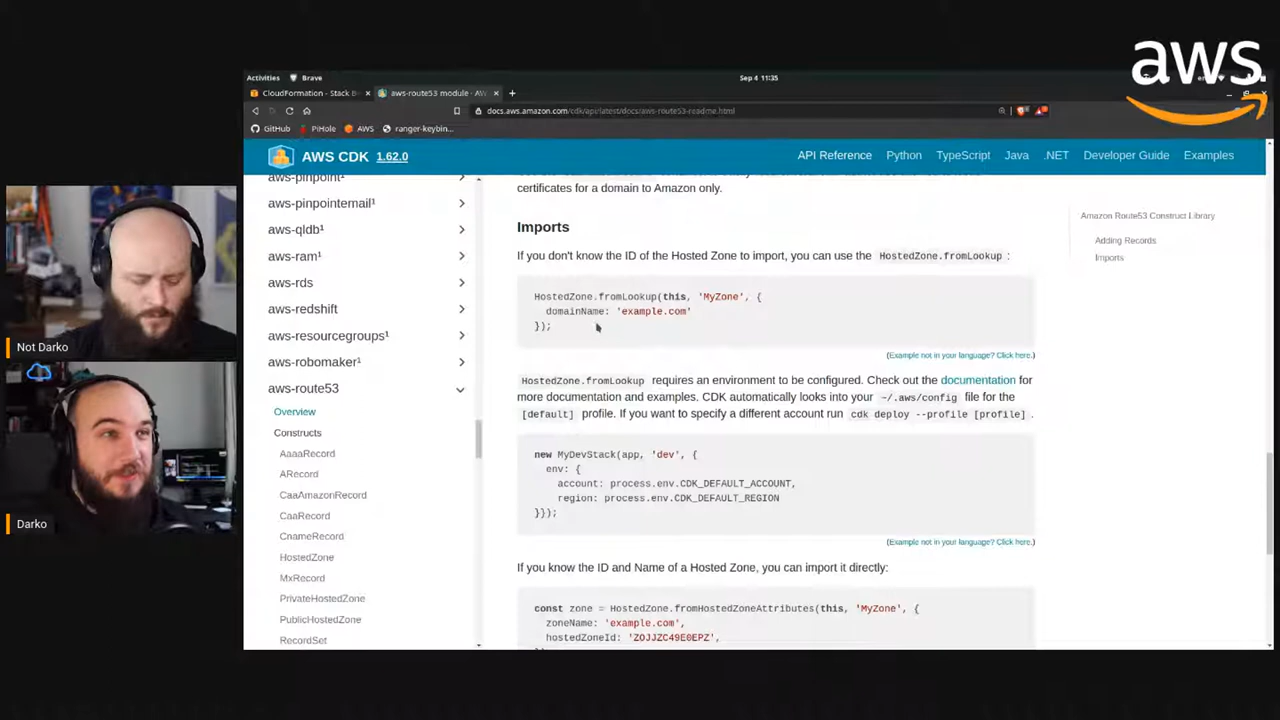 aws
Activities
Brave
Sep 4 11:35
CloudFormation - Stack
aws-route53 module - AW
docs.aws.amazon.com/cdk/api/latest/docs/aws-route53-readme.html
GitHub
PiHole
AWS
ranger-keybin...
AWS CDK 1.62.0
API Reference
Python
TypeScript
Java
.NET
Developer Guide
Examples
aws-pinpoint¹
aws-pinpointemail¹
aws-qldb¹
aws-ram¹
aws-rds
aws-redshift
aws-resourcegroups¹
aws-robomaker¹
aws-route53
Overview
Constructs
AaaaRecord
ARecord
CaaAmazonRecord
CaaRecord
CnameRecord
HostedZone
MxRecord
PrivateHostedZone
PublicHostedZone
RecordSet
certificates for a domain to Amazon only.
Imports
If you don't know the ID of the Hosted Zone to import, you can use the HostedZone.fromLookup :
HostedZone.fromLookup(this, 'MyZone', {
domainName: 'example.com'
});
(Example not in your language? Click here.)
HostedZone.fromLookup requires an environment to be configured. Check out the documentation for
more documentation and examples. CDK automatically looks into your ~/.aws/config file for the
[default] profile. If you want to specify a different account run cdk deploy --profile [profile] .
new MyDevStack(app, 'dev', {
env: {
account: process.env.CDK_DEFAULT_ACCOUNT,
region: process.env.CDK_DEFAULT_REGION
}});
(Example not in your language? Click here.)
If you know the ID and Name of a Hosted Zone, you can import it directly:
const zone = HostedZone.fromHostedZoneAttributes(this, 'MyZone', {
zoneName: 'example.com',
hostedZoneId: 'ZOJJZC49E0EPZ',
Amazon Route53 Construct Library
Adding Records
Imports
Not Darko
Darko